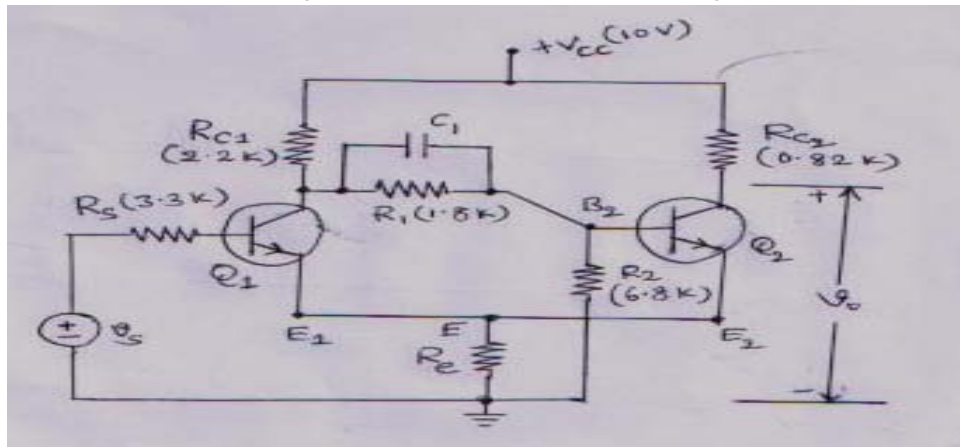 +Vcc (10V)
Rc1
(2.2K)
C1
Rc2
(0.82K)
Rs (3.3K)
R1 (1.8K)
B2
+
Q1
Q2
R2
(6.8K)
vo
+
−
vs
E1
E
E2
Re
−